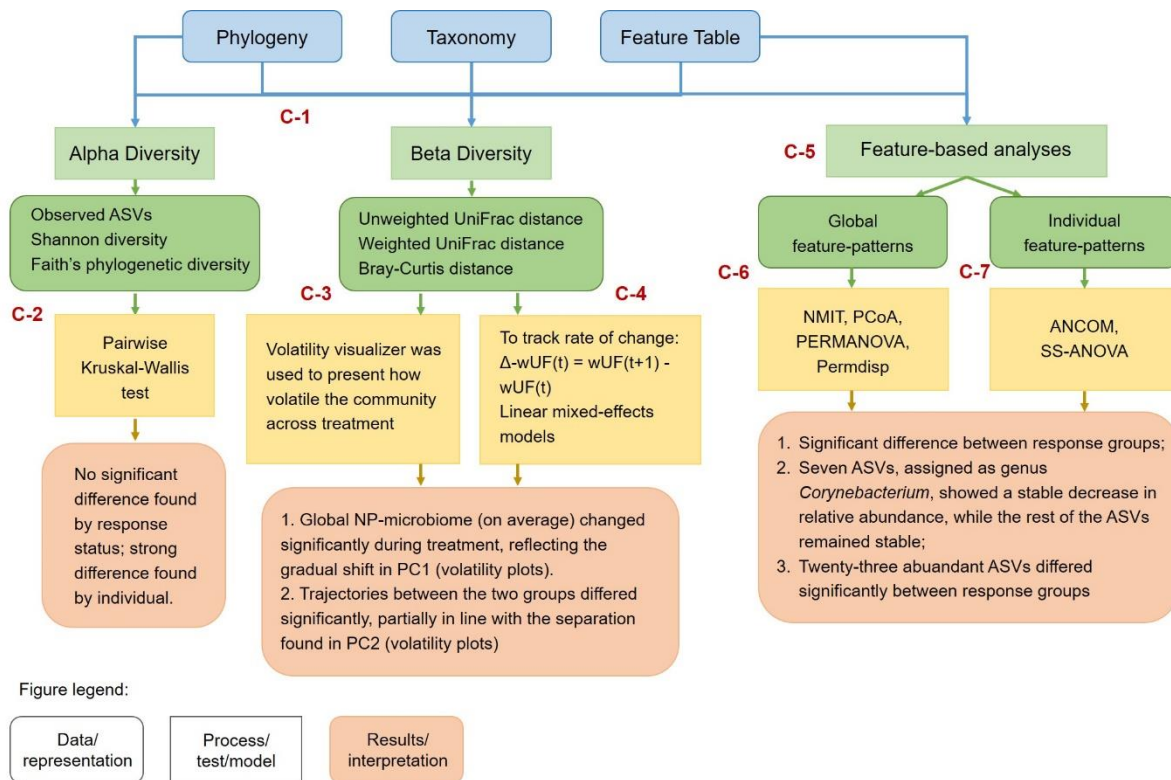 Phylogeny
Taxonomy
Feature Table
C-1
Alpha Diversity
Beta Diversity
C-5
Feature-based analyses
Observed ASVs
Shannon diversity
Faith's phylogenetic diversity
Unweighted UniFrac distance
Weighted UniFrac distance
Bray-Curtis distance
Global
feature-patterns
Individual
feature-patterns
C-2
C-3
C-4
C-6
C-7
Pairwise
Kruskal-Wallis
test
Volatility visualizer was
used to present how
volatile the community
across treatment
To track rate of change:
Δ-wUF(t) = wUF(t+1) -
wUF(t)
Linear mixed-effects
models
NMIT, PCoA,
PERMANOVA,
Permdisp
ANCOM,
SS-ANOVA
No significant
difference found
by response
status; strong
difference found
by individual.
1. Global NP-microbiome (on average) changed
significantly during treatment, reflecting the
gradual shift in PC1 (volatility plots).
2. Trajectories between the two groups differed
significantly, partially in line with the separation
found in PC2 (volatility plots)
1. Significant difference between response groups;
2. Seven ASVs, assigned as genus
Corynebacterium, showed a stable decrease in
relative abundance, while the rest of the ASVs
remained stable;
3. Twenty-three abuandant ASVs differed
significantly between response groups
Figure legend:
Data/
representation
Process/
test/model
Results/
interpretation